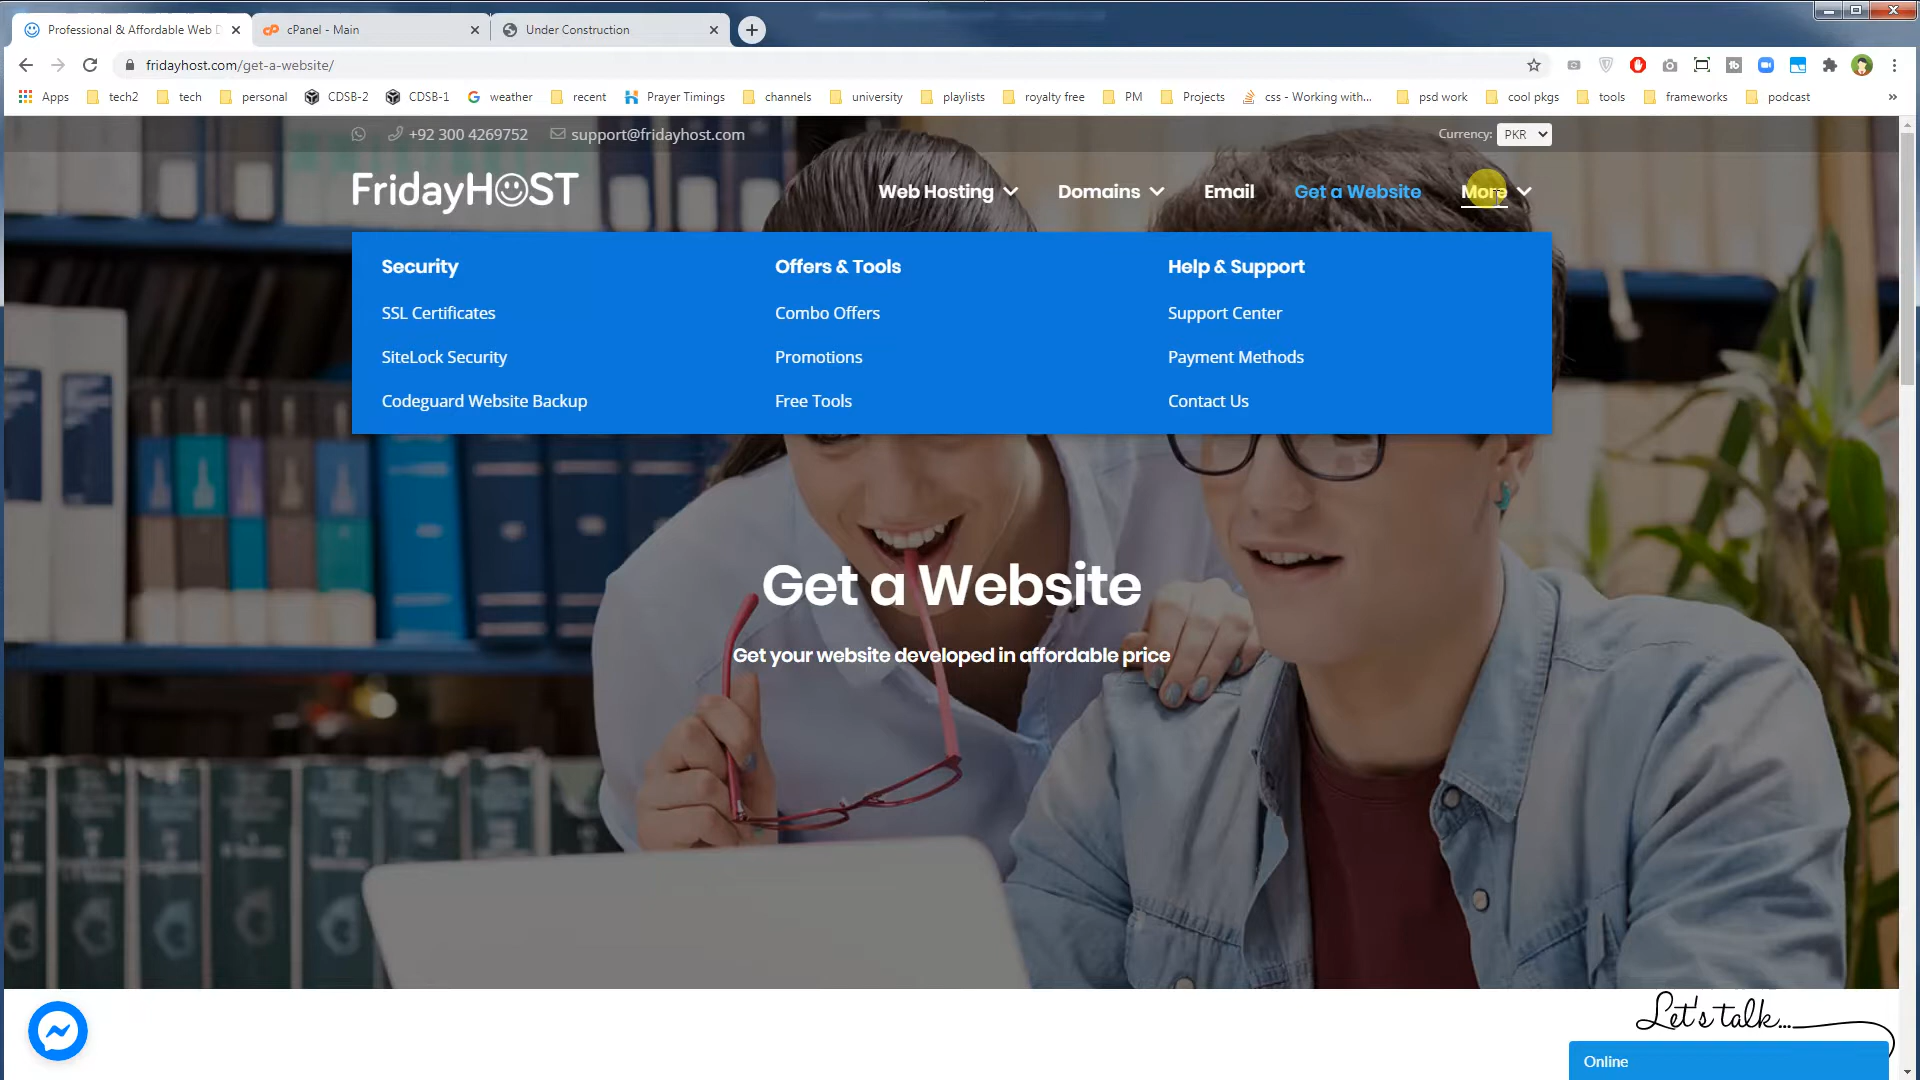 Professional & Affordable Web D
cPanel - Main
Under Construction
fridayhost.com/get-a-website/
Apps tech2 tech personal CDSB-2 CDSB-1 weather recent Prayer Timings channels university playlists royalty free PM Projects css - Working with... psd work cool pkgs tools frameworks podcast »
+92 300 4269752 support@fridayhost.com Currency: PKR
FridayHOST
Web Hosting Domains Email Get a Website More
Security Offers & Tools Help & Support
SSL Certificates Combo Offers Support Center
SiteLock Security Promotions Payment Methods
Codeguard Website Backup Free Tools Contact Us
Get a Website
Get your website developed in affordable price
Let's talk...
Online